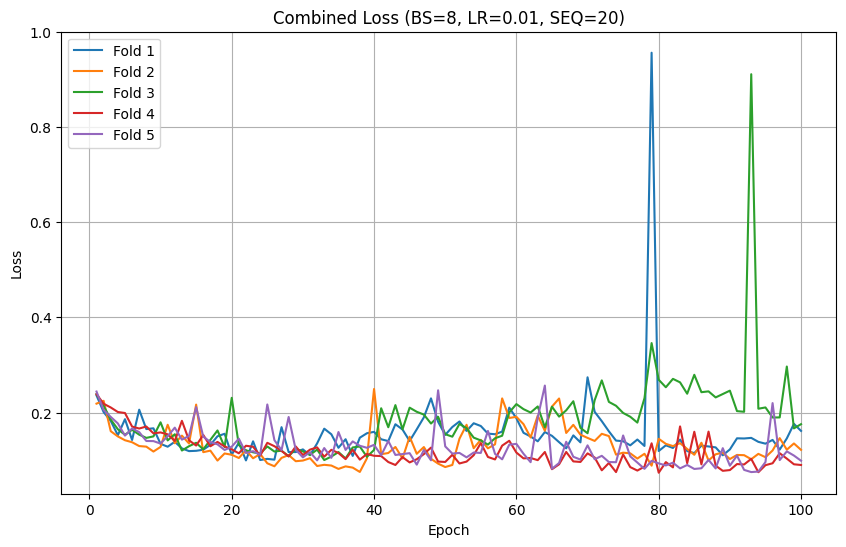 Combined Loss (BS=8, LR=0.01, SEQ=20)
Fold 1
Fold 2
Fold 3
Fold 4
Fold 5
1.0
0.8
0.6
0.4
0.2
Loss
0
20
40
60
80
100
Epoch